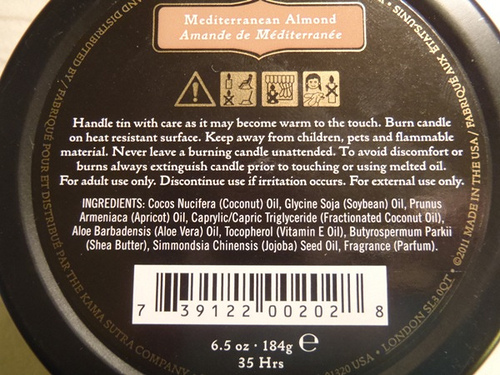 Mediterranean Almond
Amande de Méditerranée
Handle tin with care as it may become warm to the touch. Burn candle
on heat resistant surface. Keep away from children, pets and flammable
material. Never leave a burning candle unattended. To avoid discomfort or
burns always extinguish candle prior to touching or using melted oil.
For adult use only. Discontinue use if irritation occurs. For external use only.
INGREDIENTS: Cocos Nucifera (Coconut) Oil, Glycine Soja (Soybean) Oil, Prunus
Armeniaca (Apricot) Oil, Caprylic/Capric Triglyceride (Fractionated Coconut Oil),
Aloe Barbadensis (Aloe Vera) Oil, Tocopherol (Vitamin E Oil), Butyrospermum Parkii
(Shea Butter), Simmondsia Chinensis (Jojoba) Seed Oil, Fragrance (Parfum).
7 39122 00202 8
6.5 oz · 184g ℮
35 Hrs
AND DISTRIBUTED BY / FABRIQUÉ POUR ET DISTRIBUÉ PAR THE KAMA SUTRA COMPANY
91320 USA • LONDON SL3 0QT • ©2011 MADE IN THE USA / FABRIQUÉ AUX ÉTATS-UNIS •